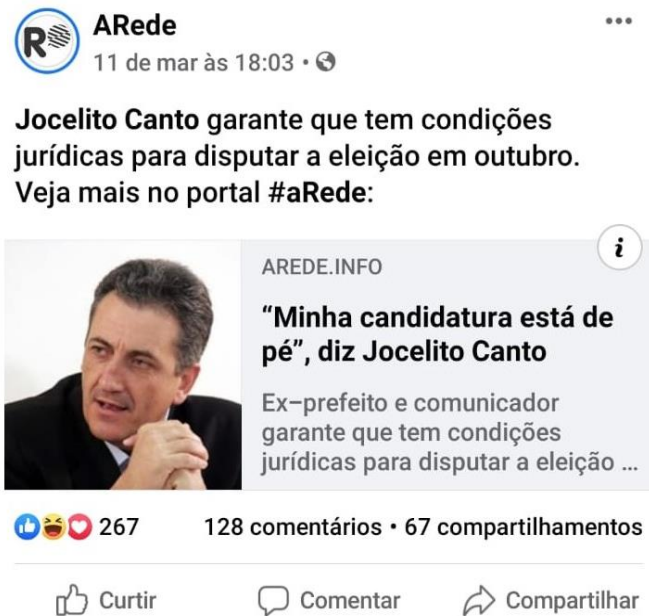 R
ARede
11 de mar às 18:03 •
Jocelito Canto garante que tem condições
jurídicas para disputar a eleição em outubro.
Veja mais no portal #aRede:
i
AREDE.INFO
“Minha candidatura está de
pé”, diz Jocelito Canto
Ex-prefeito e comunicador
garante que tem condições
jurídicas para disputar a eleição ...
267 128 comentários • 67 compartilhamentos
Curtir Comentar Compartilhar